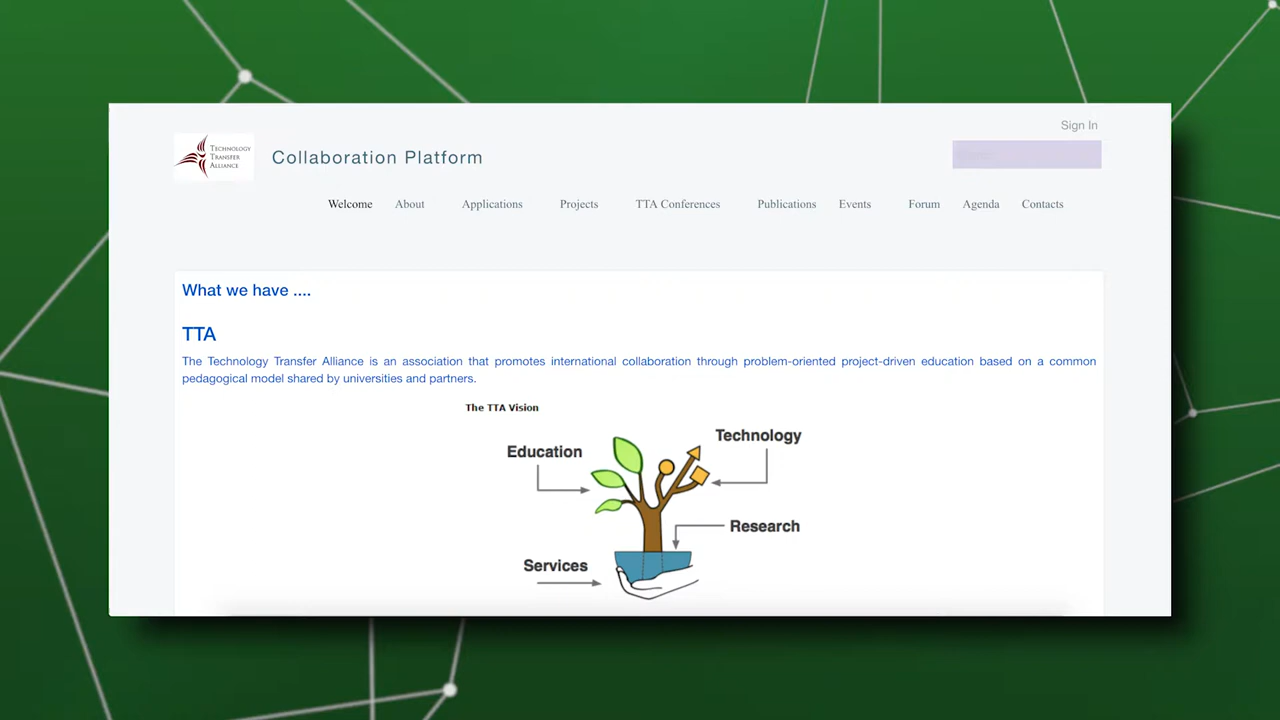 Sign In
TECHNOLOGY
TRANSFER
ALLIANCE
Collaboration Platform
Welcome About Applications Projects TTA Conferences Publications Events Forum Agenda Contacts
What we have ....
TTA
The Technology Transfer Alliance is an association that promotes international collaboration through problem-oriented project-driven education based on a common
pedagogical model shared by universities and partners.
The TTA Vision
Technology
Education
Research
Services